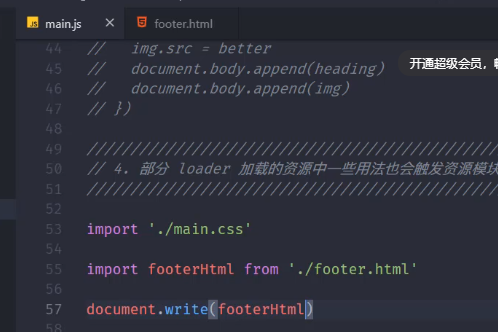 main.js
footer.html
44 //   img.src = better
45 //   document.body.append(heading)
开通超级会员,
46 //   document.body.append(img)
47 // })
48
49 ////////////////////////////////////////////////
50 // 4. 部分 loader 加载的资源中一些用法也会触发资源模块
51 ////////////////////////////////////////////////
52
53 import './main.css'
54
55 import footerHtml from './footer.html'
56
57 document.write(footerHtml)
58